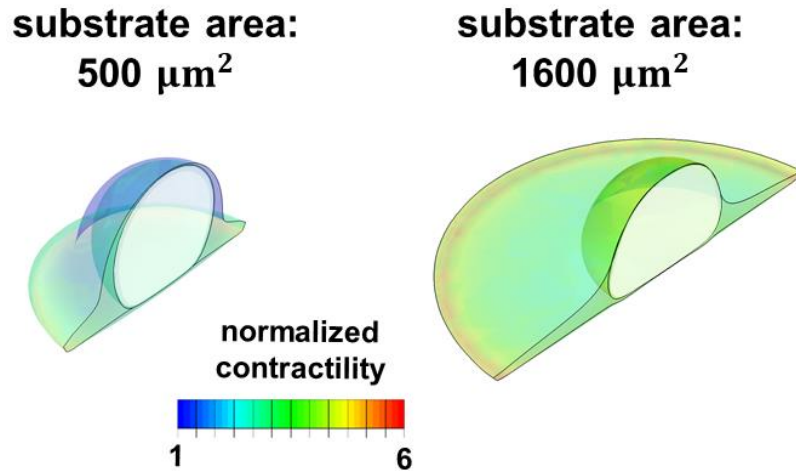 substrate area:
500 μm²
substrate area:
1600 μm²
normalized
contractility
1
6